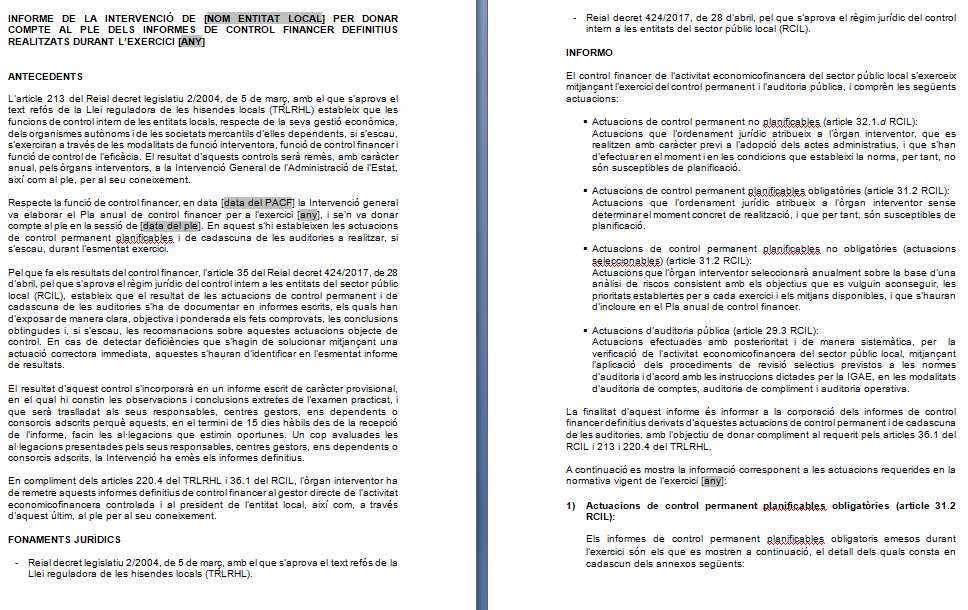 INFORME DE LA INTERVENCIÓ DE [NOM ENTITAT LOCAL] PER DONAR
COMPTE AL PLE DELS INFORMES DE CONTROL FINANCER DEFINITIUS
REALITZATS DURANT L'EXERCICI [ANY]
ANTECEDENTS
L'article 213 del Reial decret legislatiu 2/2004, de 5 de març, amb el que s'aprova el
text refós de la Llei reguladora de les hisendes locals (TRLRHL) estableix que les
funcions de control intern de les entitats locals, respecte de la seva gestió econòmica,
dels organismes autònoms i de les societats mercantils d'elles dependents, si s'escau,
s'exerciran a través de les modalitats de funció interventora, funció de control financer i
funció de control de l'eficàcia. El resultat d'aquests controls serà remès, amb caràcter
anual, pels òrgans interventors, a la Intervenció General de l'Administració de l'Estat,
així com al ple, per al seu coneixement.
Respecte la funció de control financer, en data [data del PACF] la Intervenció general
va elaborar el Pla anual de control financer per a l'exercici [any], i se'n va donar
compte al ple en la sessió de [data del ple]. En aquest s'hi estableixen les actuacions
de control permanent planificables i de cadascuna de les auditories a realitzar, si
s'escau, durant l'esmentat exercici.
Pel que fa els resultats del control financer, l'article 35 del Reial decret 424/2017, de 28
d'abril, pel que s'aprova el règim jurídic del control intern a les entitats del sector públic
local (RCIL), estableix que el resultat de les actuacions de control permanent i de
cadascuna de les auditories s'ha de documentar en informes escrits, els quals han
d'exposar de manera clara, objectiva i ponderada els fets comprovats, les conclusions
obtingudes i, si s'escau, les recomanacions sobre aquestes actuacions objecte de
control. En cas de detectar deficiències que s'hagin de solucionar mitjançant una
actuació correctora immediata, aquestes s'hauran d'identificar en l'esmentat informe
de resultats.
El resultat d'aquest control s'incorporarà en un informe escrit de caràcter provisional,
en el qual hi constin les observacions i conclusions extretes de l'examen practicat, i
que serà traslladat als seus responsables, centres gestors, ens dependents o
consorcis adscrits perquè aquests, en el termini de 15 dies hàbils des de la recepció
de l'informe, facin les al·legacions que estimin oportunes. Un cop avaluades les
al·legacions presentades pels seus responsables, centres gestors, ens dependents o
consorcis adscrits, la Intervenció ha emès els informes definitius.
En compliment dels articles 220.4 del TRLRHL i 36.1 del RCIL, l'òrgan interventor ha
de remetre aquests informes definitius de control financer al gestor directe de l'activitat
economicofinancera controlada i al president de l'entitat local, així com, a través
d'aquest últim, al ple per al seu coneixement.
FONAMENTS JURÍDICS
- Reial decret legislatiu 2/2004, de 5 de març, amb el que s'aprova el text refós de la
Llei reguladora de les hisendes locals (TRLRHL).
- Reial decret 424/2017, de 28 d'abril, pel que s'aprova el règim jurídic del control
intern a les entitats del sector públic local (RCIL).
INFORMO
El control financer de l'activitat economicofinancera del sector públic local s'exerceix
mitjançant l'exercici del control permanent i l'auditoria pública, i comprèn les següents
actuacions:
▪ Actuacions de control permanent no planificables (article 32.1.d RCIL):
Actuacions que l'ordenament jurídic atribueix a l'òrgan interventor, que es
realitzen amb caràcter previ a l'adopció dels actes administratius, i que s'han
d'efectuar en el moment i en les condicions que estableixi la norma, per tant, no
són susceptibles de planificació.
▪ Actuacions de control permanent planificables obligatòries (article 31.2 RCIL):
Actuacions que l'ordenament jurídic atribueix a l'òrgan interventor sense
determinar el moment concret de realització, i que per tant, són susceptibles de
planificació.
▪ Actuacions de control permanent planificables no obligatòries (actuacions
seleccionables) (article 31.2 RCIL):
Actuacions que l'òrgan interventor seleccionarà anualment sobre la base d'una
anàlisi de riscos consistent amb els objectius que es vulguin aconseguir, les
prioritats establertes per a cada exercici i els mitjans disponibles, i que s'hauran
d'incloure en el Pla anual de control financer.
▪ Actuacions d'auditoria pública (article 29.3 RCIL):
Actuacions efectuades amb posterioritat i de manera sistemàtica, per la
verificació de l'activitat economicofinancera del sector públic local, mitjançant
l'aplicació dels procediments de revisió selectius previstos a les normes
d'auditoria i d'acord amb les instruccions dictades per la IGAE, en les modalitats
d'auditoria de comptes, auditoria de compliment i auditoria operativa.
La finalitat d'aquest informe és informar a la corporació dels informes de control
financer definitius derivats d'aquestes actuacions de control permanent i de cadascuna
de les auditories, amb l'objectiu de donar compliment al requerit pels articles 36.1 del
RCIL i 213 i 220.4 del TRLRHL.
A continuació es mostra la informació corresponent a les actuacions requerides en la
normativa vigent de l'exercici [any]:
1) Actuacions de control permanent planificables obligatòries (article 31.2
RCIL):
Els informes de control permanent planificables obligatoris emesos durant
l'exercici són els que es mostren a continuació, el detall dels quals consta en
cadascun dels annexos següents: